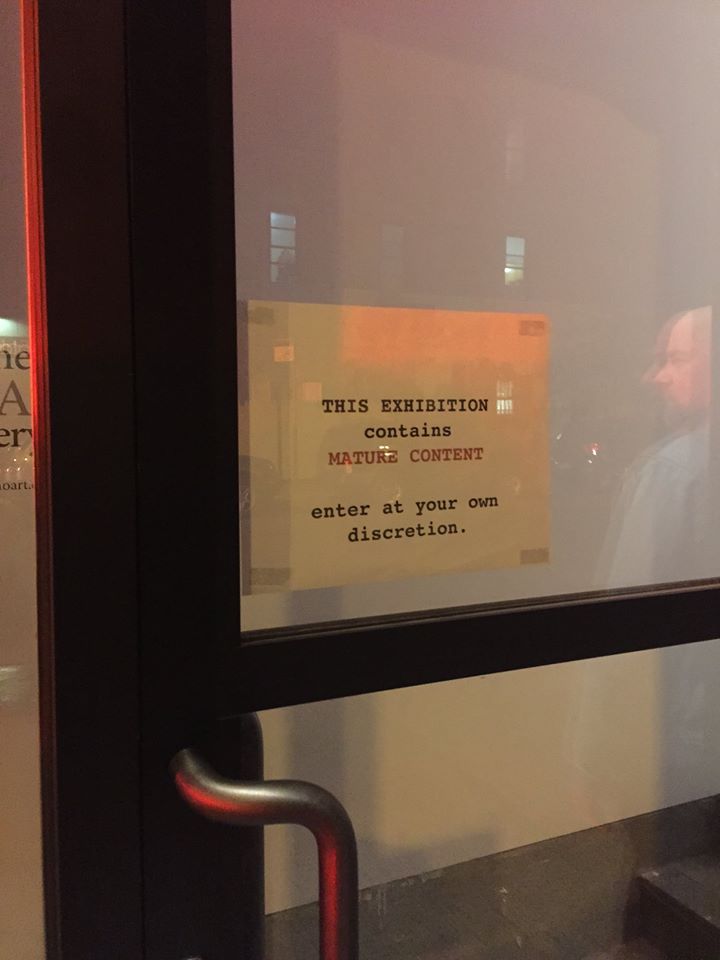 A
THIS EXHIBITION
contains
MATURE CONTENT
enter at your own
discretion.